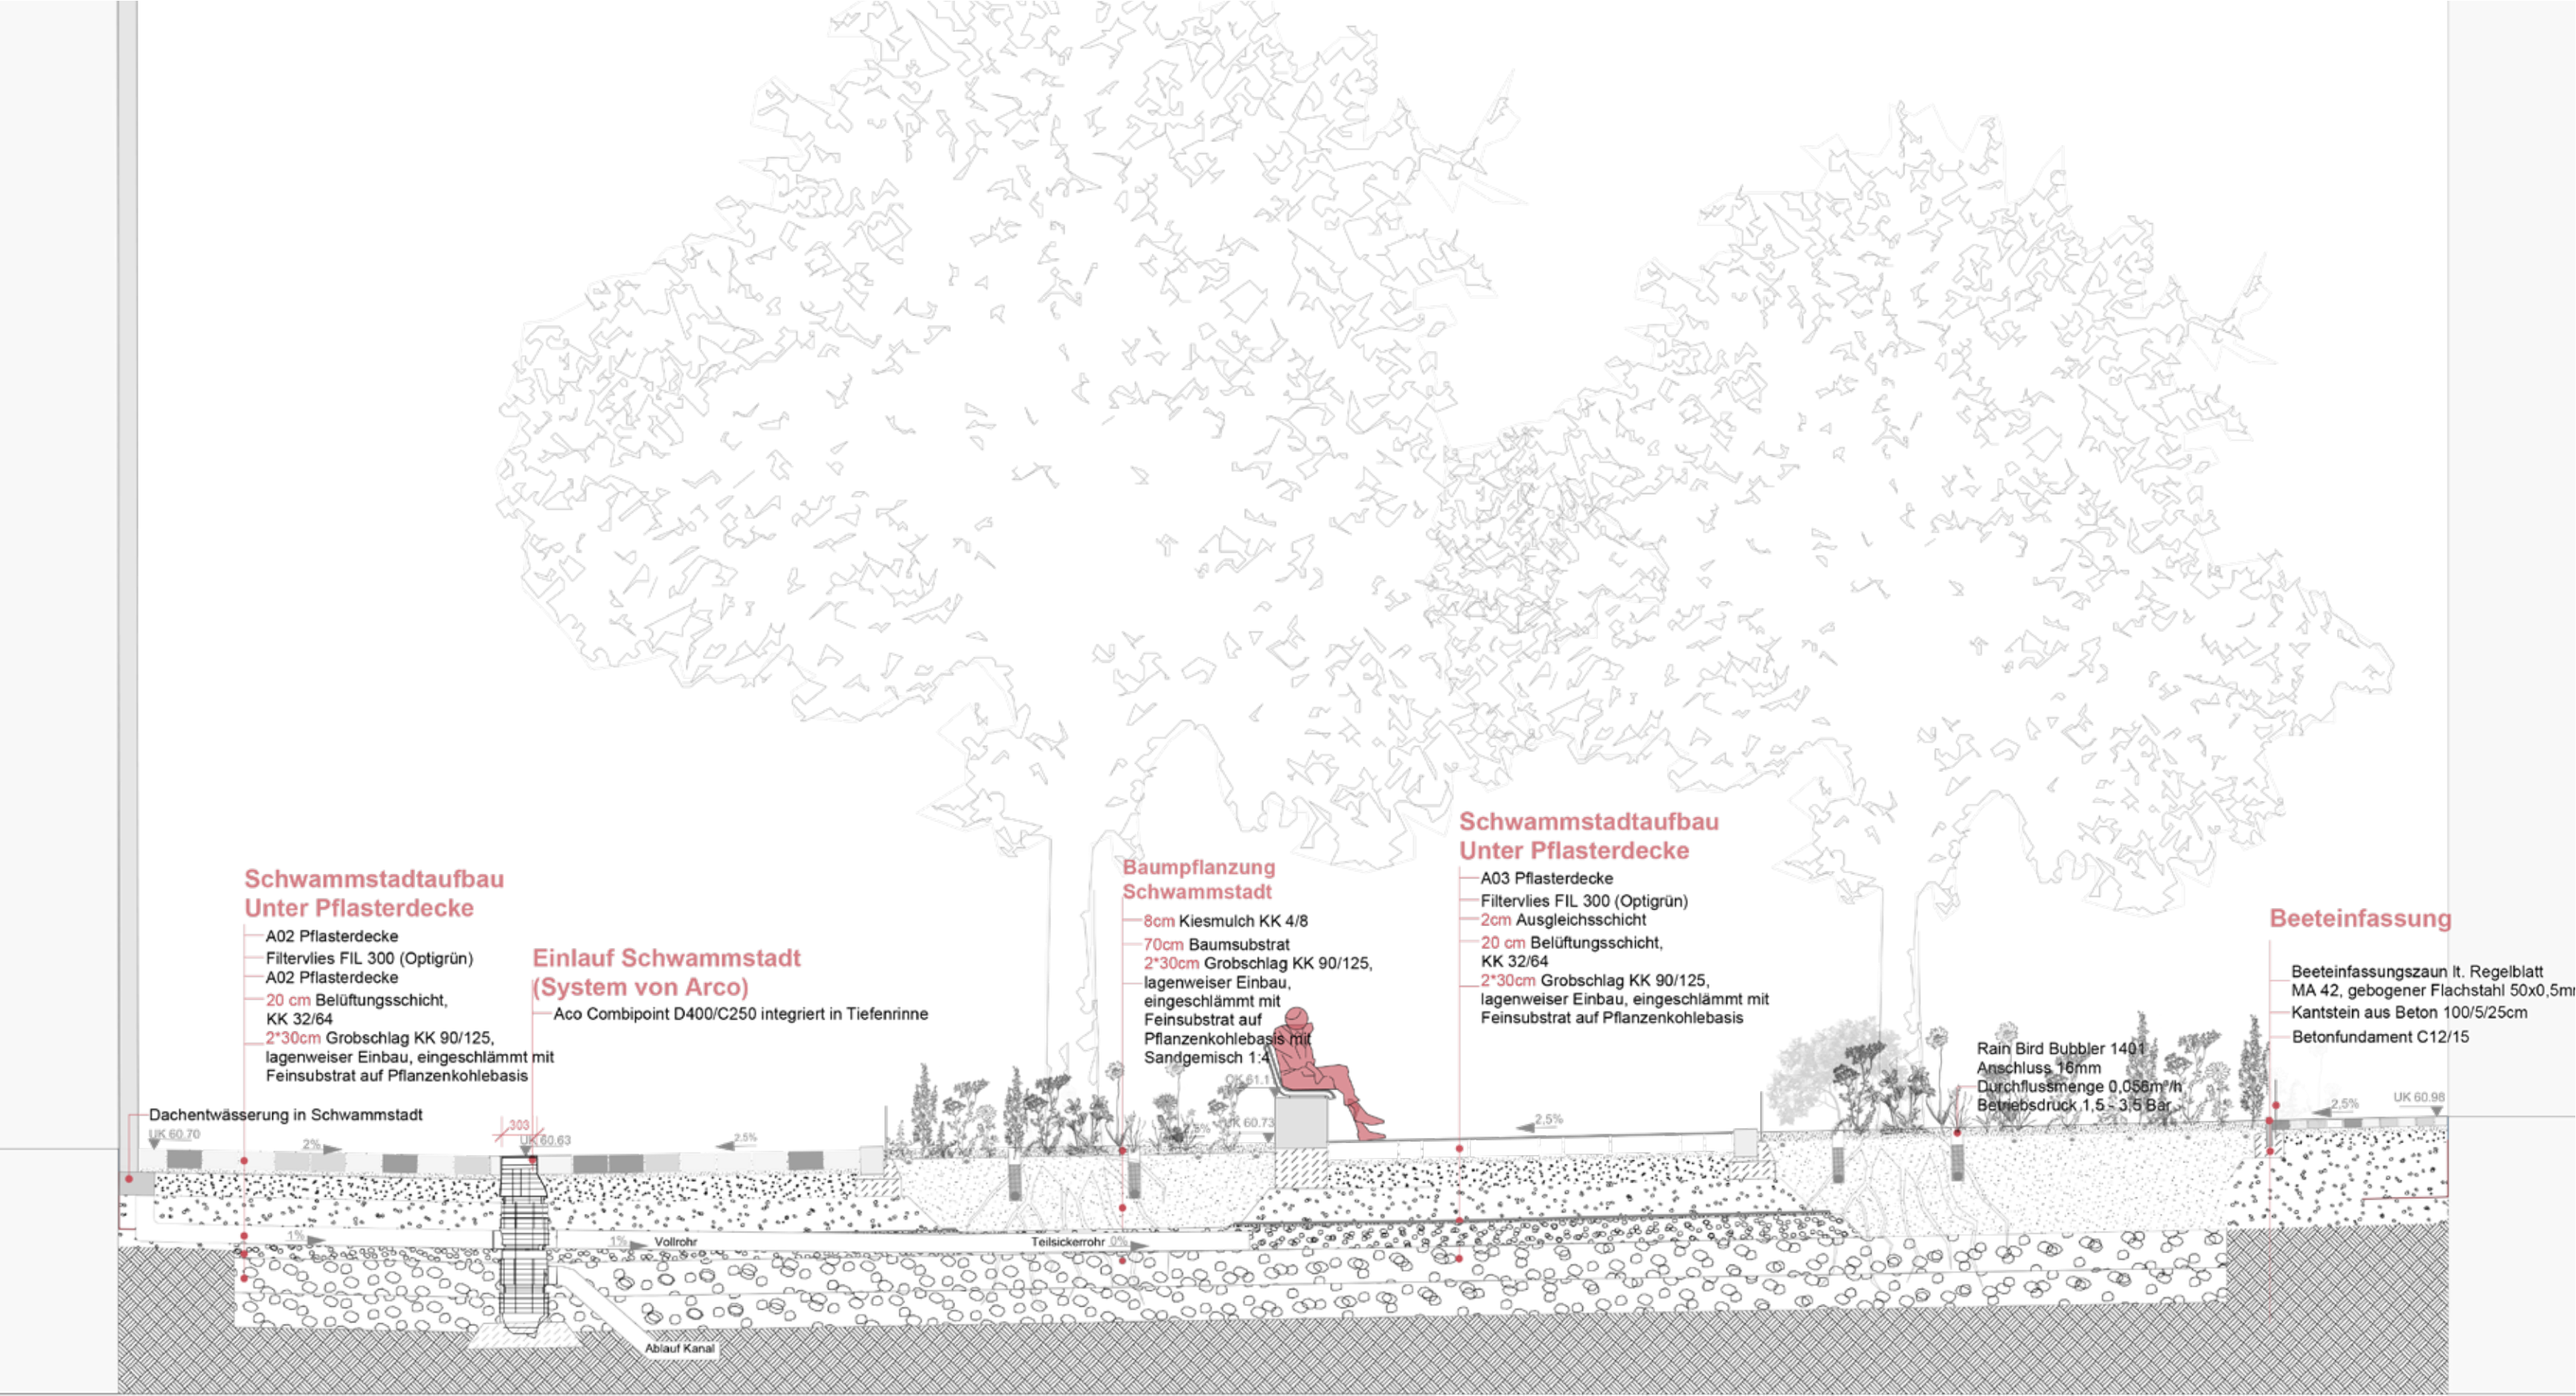 Schwammstadtaufbau
Unter Pflasterdecke
A02 Pflasterdecke
Filtervlies FIL 300 (Optigrün)
A02 Pflasterdecke
20 cm Belüftungsschicht,
KK 32/64
2*30cm Grobschlag KK 90/125,
lagenweiser Einbau, eingeschlämmt mit
Feinsubstrat auf Pflanzenkohlebasis
Dachentwässerung in Schwammstadt
UK 60.70
2%
Einlauf Schwammstadt
(System von Arco)
Aco Combipoint D400/C250 integriert in Tiefenrinne
303
UK 60.63
2,5%
Baumpflanzung
Schwammstadt
8cm Kiesmulch KK 4/8
70cm Baumsubstrat
2*30cm Grobschlag KK 90/125,
lagenweiser Einbau,
eingeschlämmt mit
Feinsubstrat auf
Pflanzenkohlebasis mit
Sandgemisch 1:4
OK 61.1
UK 60.73
Schwammstadtaufbau
Unter Pflasterdecke
A03 Pflasterdecke
Filtervlies FIL 300 (Optigrün)
2cm Ausgleichsschicht
20 cm Belüftungsschicht,
KK 32/64
2*30cm Grobschlag KK 90/125,
lagenweiser Einbau, eingeschlämmt mit
Feinsubstrat auf Pflanzenkohlebasis
2,5%
Rain Bird Bubbler 1401
Anschluss 16mm
Durchflussmenge 0,056m³/h
Betriebsdruck 1,5 - 3,5 Bar
Beeteinfassung
Beeteinfassungszaun lt. Regelblatt
MA 42, gebogener Flachstahl 50x0,5m
Kantstein aus Beton 100/5/25cm
Betonfundament C12/15
2,5%
UK 60.98
1%
1%
Vollrohr
Teilsickerrohr 0%
Ablauf Kanal